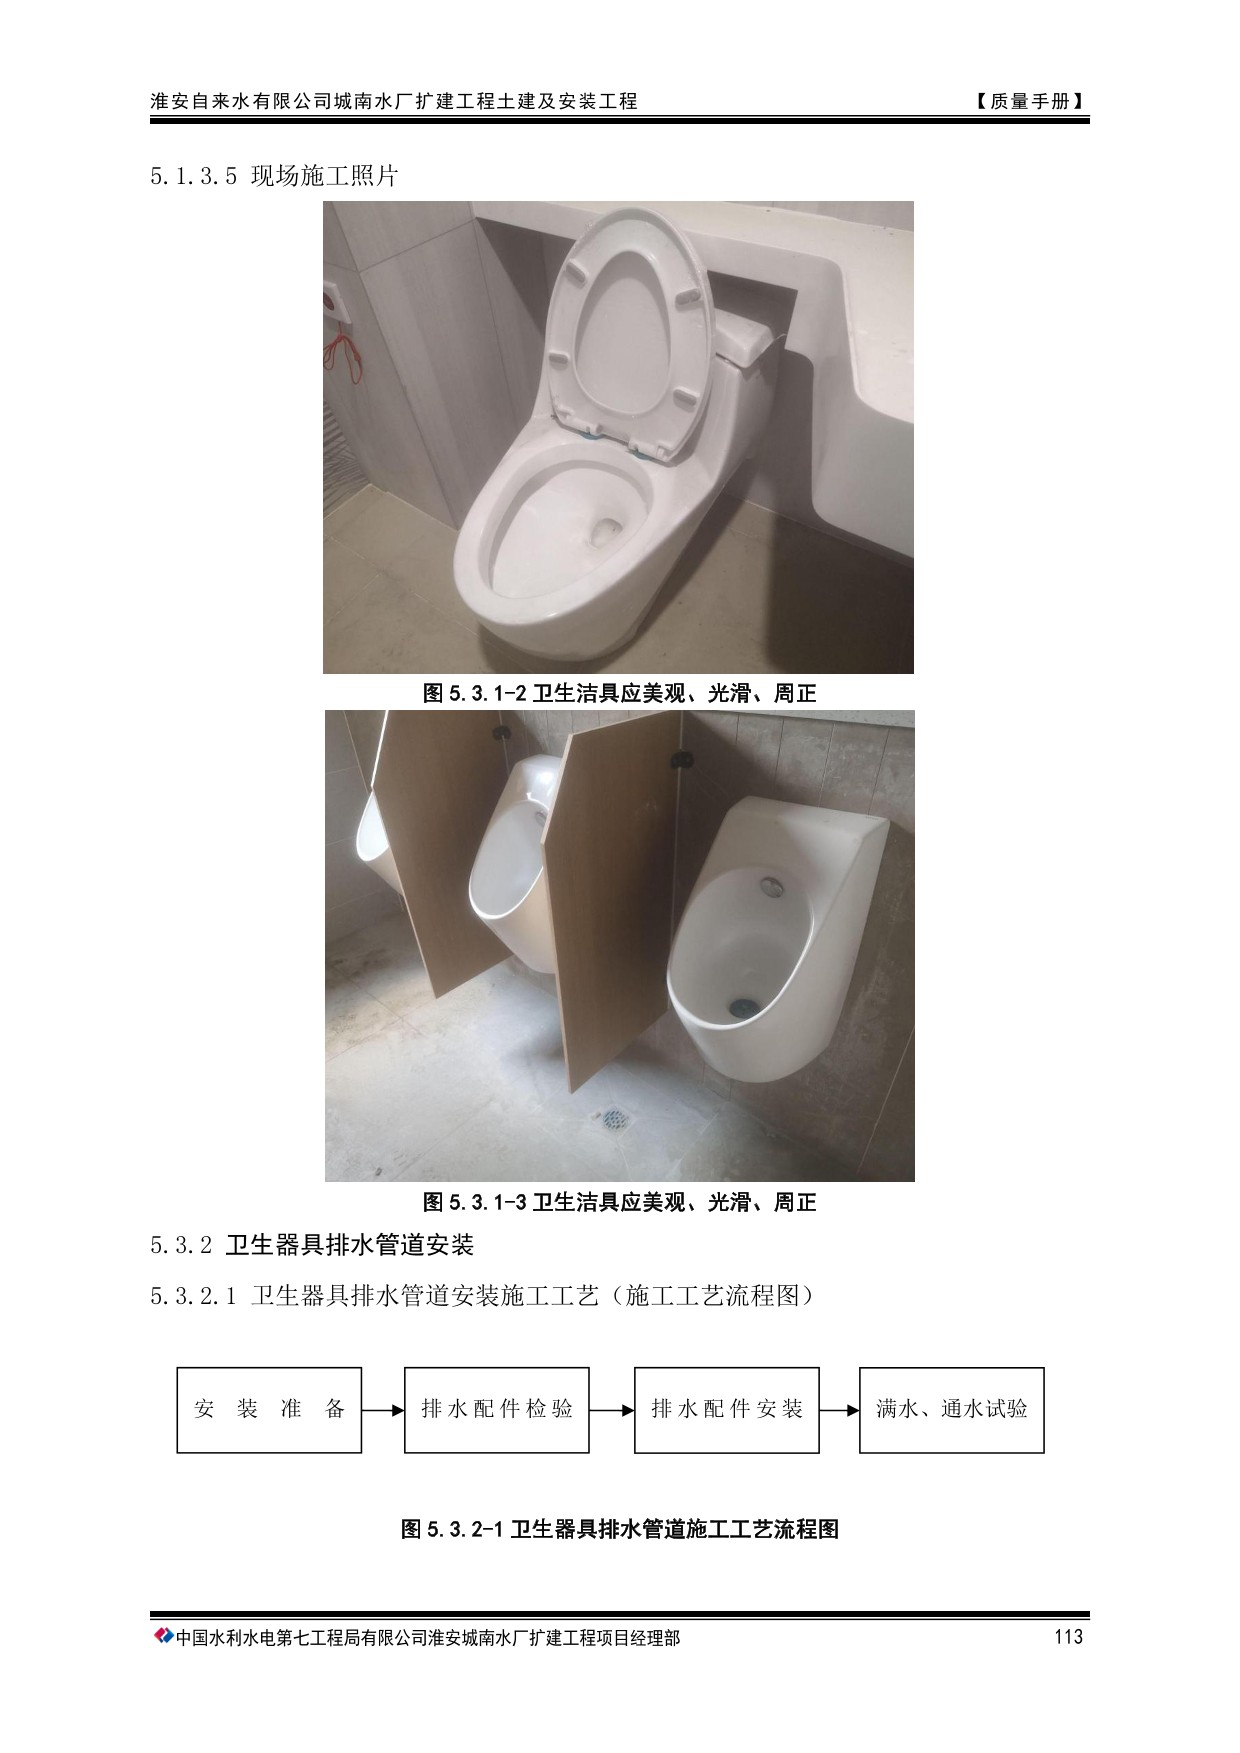 淮安自来水有限公司城南水厂扩建工程土建及安装工程 【质量手册】
5.1.3.5 现场施工照片
图 5.3.1-2 卫生洁具应美观、光滑、周正
图 5.3.1-3 卫生洁具应美观、光滑、周正
5.3.2 卫生器具排水管道安装
5.3.2.1 卫生器具排水管道安装施工工艺（施工工艺流程图）
安装准备
排水配件检验
排水配件安装
满水、通水试验
图 5.3.2-1 卫生器具排水管道施工工艺流程图
中国水利水电第七工程局有限公司淮安城南水厂扩建工程项目经理部 113